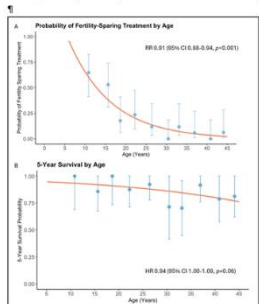 ¶
A
Probability of Fertility-Sparing Treatment by Age
RR 0.91 (95% CI 0.88-0.94, p<0.001)
Probability of Fertility Sparing Treatment
1.00
0.75
0.50
0.25
0.00
0 5 10 15 20 25 30 35 40 45
Age (Years)
B
5-Year Survival by Age
5-Year Survival Probability
1.00
0.75
0.50
0.25
0.00
HR 0.94 (95% CI 1.00-1.09, p=0.06)
5 10 15 20 25 30 35 40 45
Age (Years)